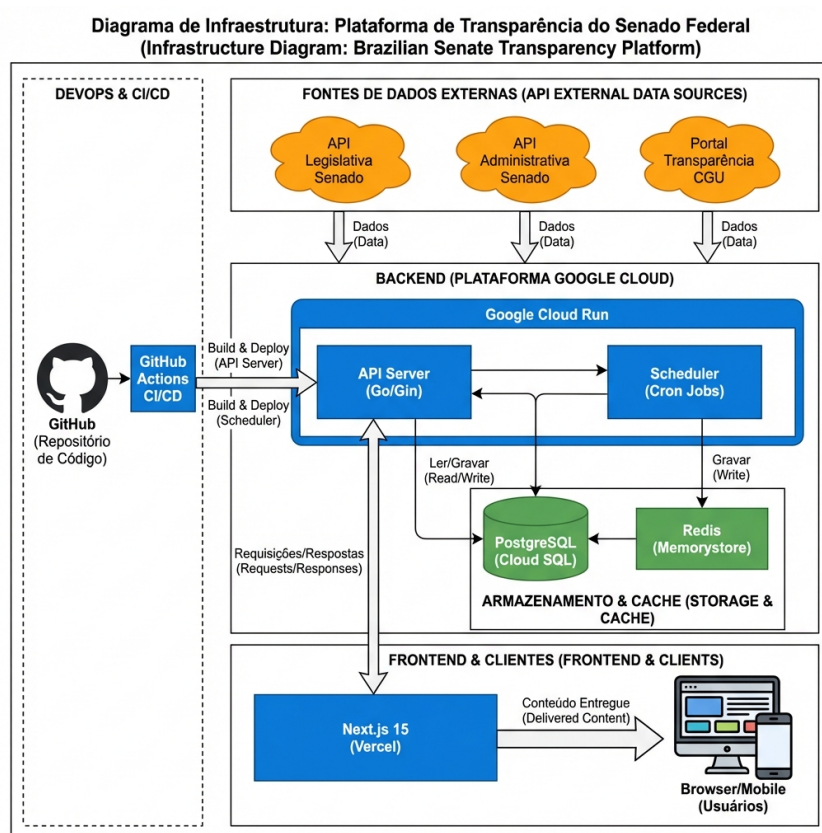 Diagrama de Infraestrutura: Plataforma de Transparência do Senado Federal
(Infrastructure Diagram: Brazilian Senate Transparency Platform)
DEVOPS & CI/CD
FONTES DE DADOS EXTERNAS (API EXTERNAL DATA SOURCES)
API
Legislativa
Senado
API
Administrativa
Senado
Portal
Transparência
CGU
Dados
(Data)
Dados
(Data)
Dados
(Data)
BACKEND (PLATAFORMA GOOGLE CLOUD)
Google Cloud Run
GitHub
(Repositório
de Código)
GitHub
Actions
CI/CD
Build & Deploy
(API Server)
Build & Deploy
(Scheduler)
API Server
(Go/Gin)
Scheduler
(Cron Jobs)
Ler/Gravar
(Read/Write)
Gravar
(Write)
PostgreSQL
(Cloud SQL)
Redis
(Memorystore)
ARMAZENAMENTO & CACHE (STORAGE &
CACHE)
Requisições/Respostas
(Requests/Responses)
FRONTEND & CLIENTES (FRONTEND & CLIENTS)
Next.js 15
(Vercel)
Conteúdo Entregue
(Delivered Content)
Browser/Mobile
(Usuários)